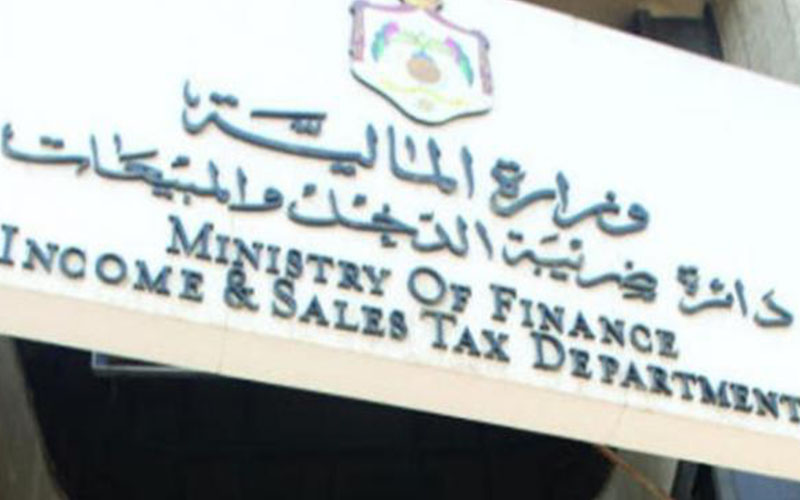 وزارة المالية
دائرة ضريبة الدخل والمبيعات
MINISTRY OF FINANCE
INCOME & SALES TAX DEPARTMENT